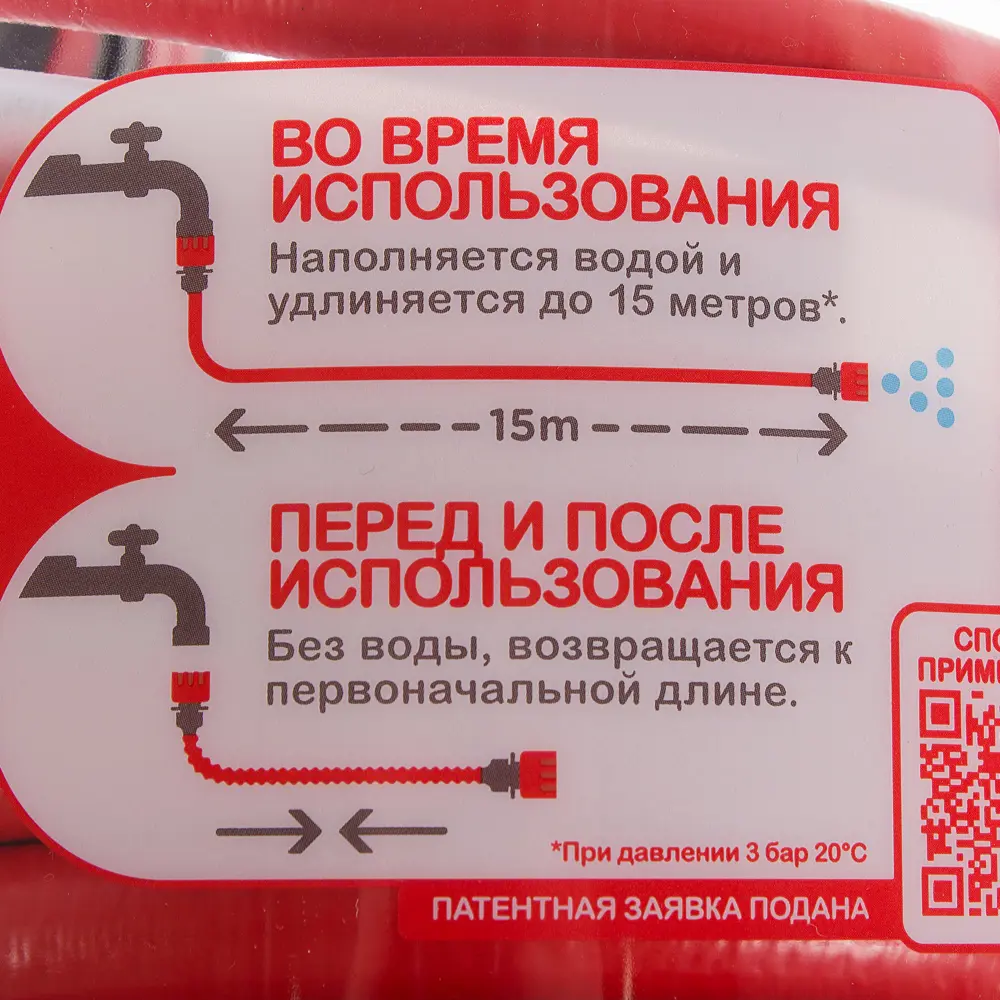 ВО ВРЕМЯ
ИСПОЛЬЗОВАНИЯ
Наполняется водой и
удлиняется до 15 метров*.
15m
ПЕРЕД И ПОСЛЕ
ИСПОЛЬЗОВАНИЯ
Без воды, возвращается к
первоначальной длине.
*При давлении 3 бар 20°C
ПАТЕНТНАЯ ЗАЯВКА ПОДАНА